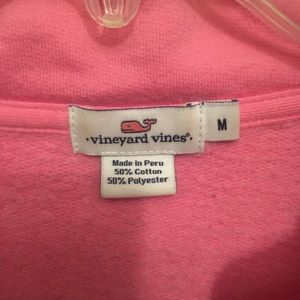 vineyard vines®
M
Made in Peru
50% Cotton
50% Polyester